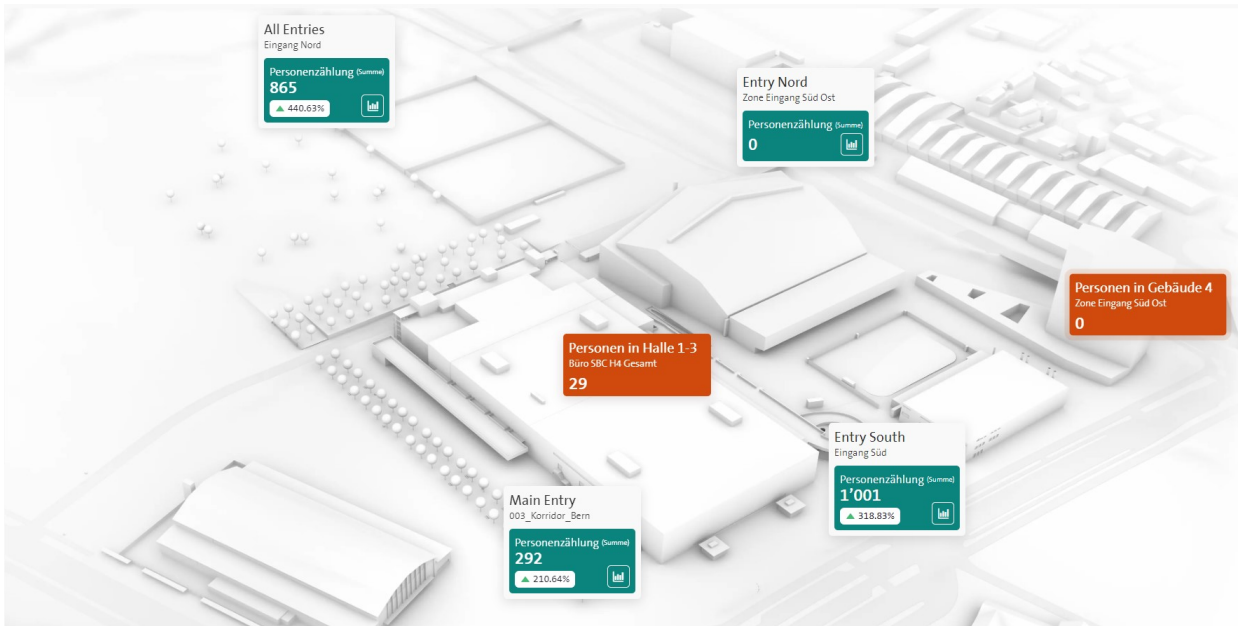 All Entries
Eingang Nord
Personenzählung (Summe)
865
440.63%
Entry Nord
Zone Eingang Süd Ost
Personenzählung (Summe)
0
Personen in Gebäude 4
Zone Eingang Süd Ost
0
Personen in Halle 1-3
Büro SBC H4 Gesamt
29
Entry South
Eingang Süd
Personenzählung (Summe)
1’001
318.83%
Main Entry
003_Korridor_Bern
Personenzählung (Summe)
292
210.64%